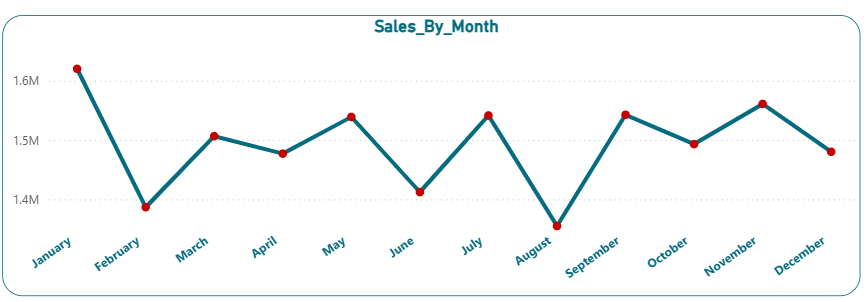 Sales_By_Month
1.6M
1.5M
1.4M
January
February
March
April
May
June
July
August
September
October
November
December